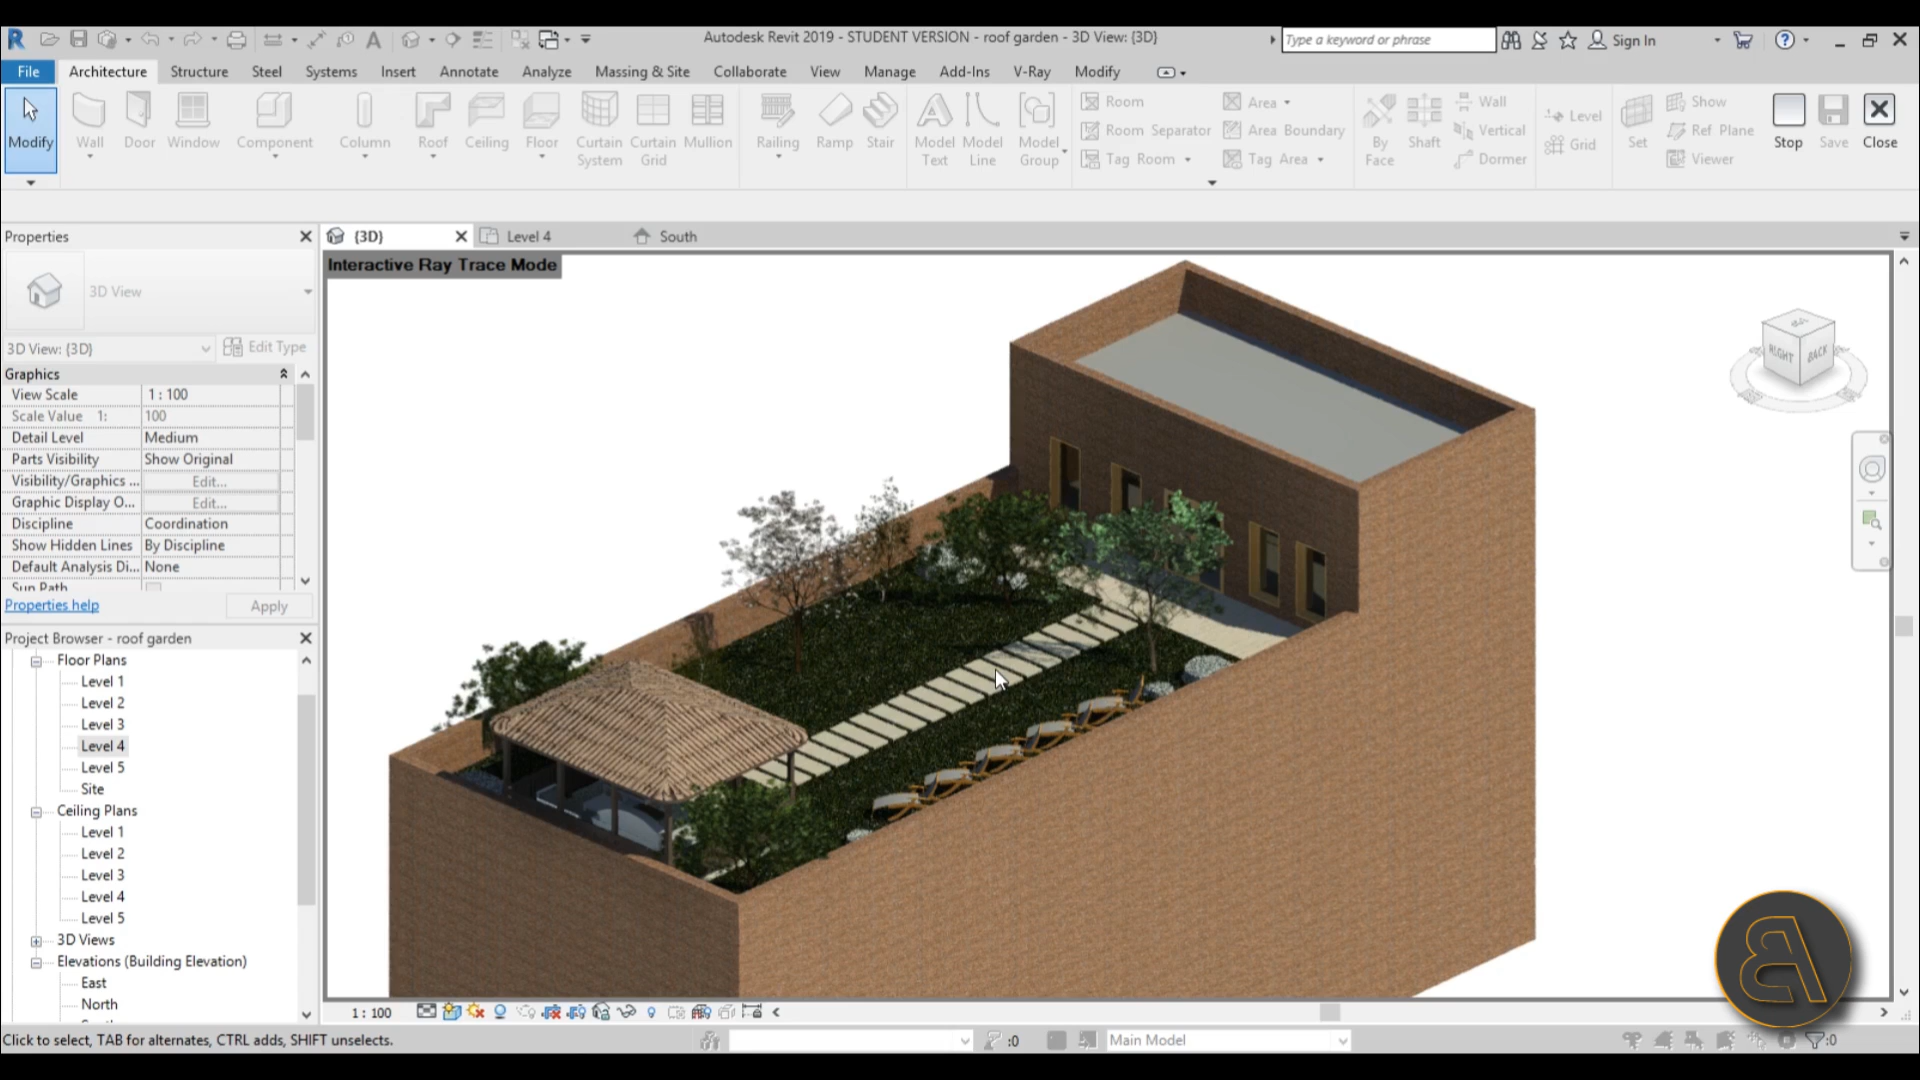 Autodesk Revit 2019 - STUDENT VERSION - roof garden - 3D View: {3D}
Type a keyword or phrase
Sign In
File Architecture Structure Steel Systems Insert Annotate Analyze Massing & Site Collaborate View Manage Add-Ins V-Ray Modify
Modify
Wall
Door
Window
Component
Column
Roof
Ceiling
Floor
Curtain System
Curtain Grid
Mullion
Railing
Ramp
Stair
Model Text
Model Line
Model Group
Room
Room Separator
Tag Room
Area
Area Boundary
Tag Area
By Face
Shaft
Wall
Vertical
Dormer
Level
Grid
Set
Show
Ref Plane
Viewer
Stop
Save
Close
Properties
{3D}
Level 4
South
Interactive Ray Trace Mode
3D View
3D View: {3D}
Edit Type
Graphics
View Scale 1 : 100
Scale Value 1: 100
Detail Level Medium
Parts Visibility Show Original
Visibility/Graphics ... Edit...
Graphic Display O... Edit...
Discipline Coordination
Show Hidden Lines By Discipline
Default Analysis Di... None
Sun Path
Properties help
Apply
Project Browser - roof garden
Floor Plans
Level 1
Level 2
Level 3
Level 4
Level 5
Site
Ceiling Plans
Level 1
Level 2
Level 3
Level 4
Level 5
3D Views
Elevations (Building Elevation)
East
North
RIGHT
BACK
1 : 100
Click to select, TAB for alternates, CTRL adds, SHIFT unselects.
:0
Main Model
:0